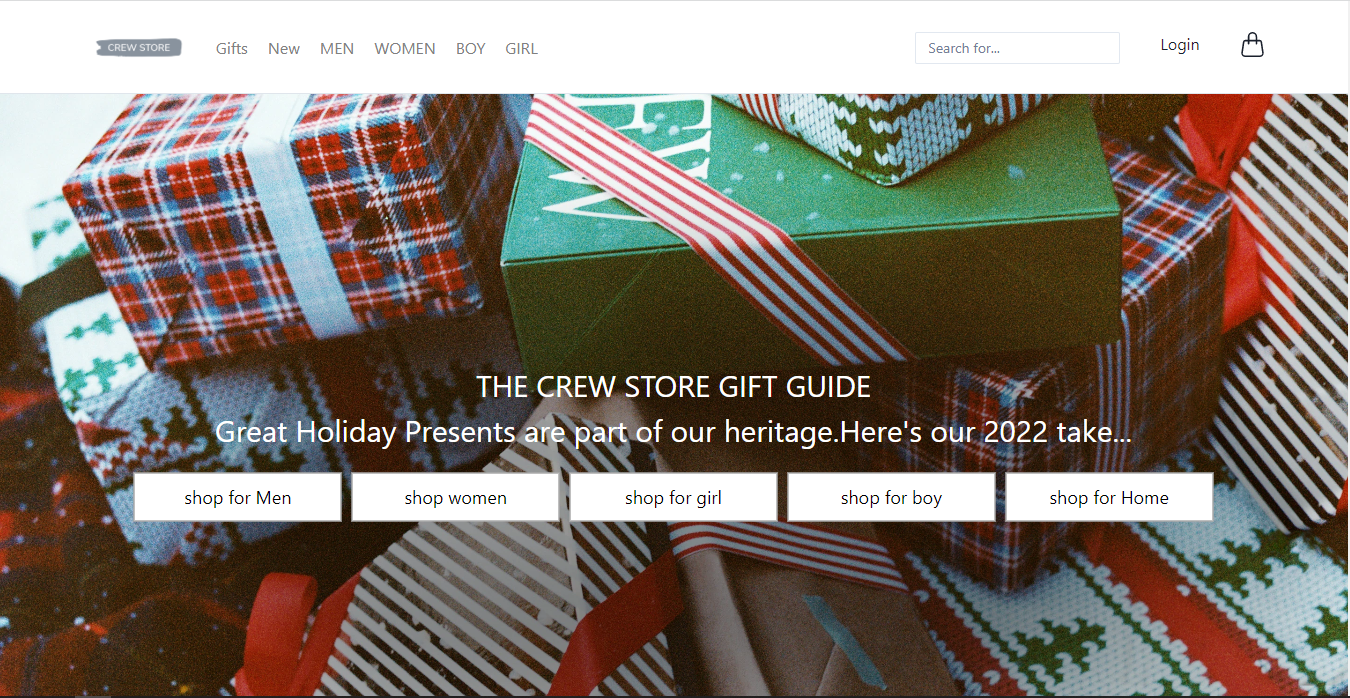 CREW STORE
Gifts New MEN WOMEN BOY GIRL
Search for...
Login
THE CREW STORE GIFT GUIDE
Great Holiday Presents are part of our heritage.Here's our 2022 take...
shop for Men
shop women
shop for girl
shop for boy
shop for Home